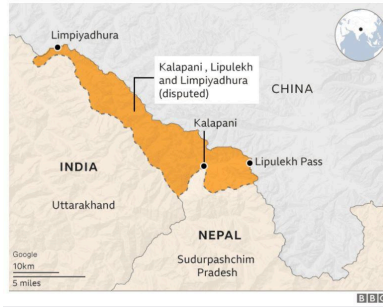 Limpiyadhura
Kalapani , Lipulekh
and Limpiyadhura
(disputed)
CHINA
Kalapani
Lipulekh Pass
INDIA
Uttarakhand
NEPAL
Sudurpashchim
Pradesh
Google
10km
5 miles
BBC